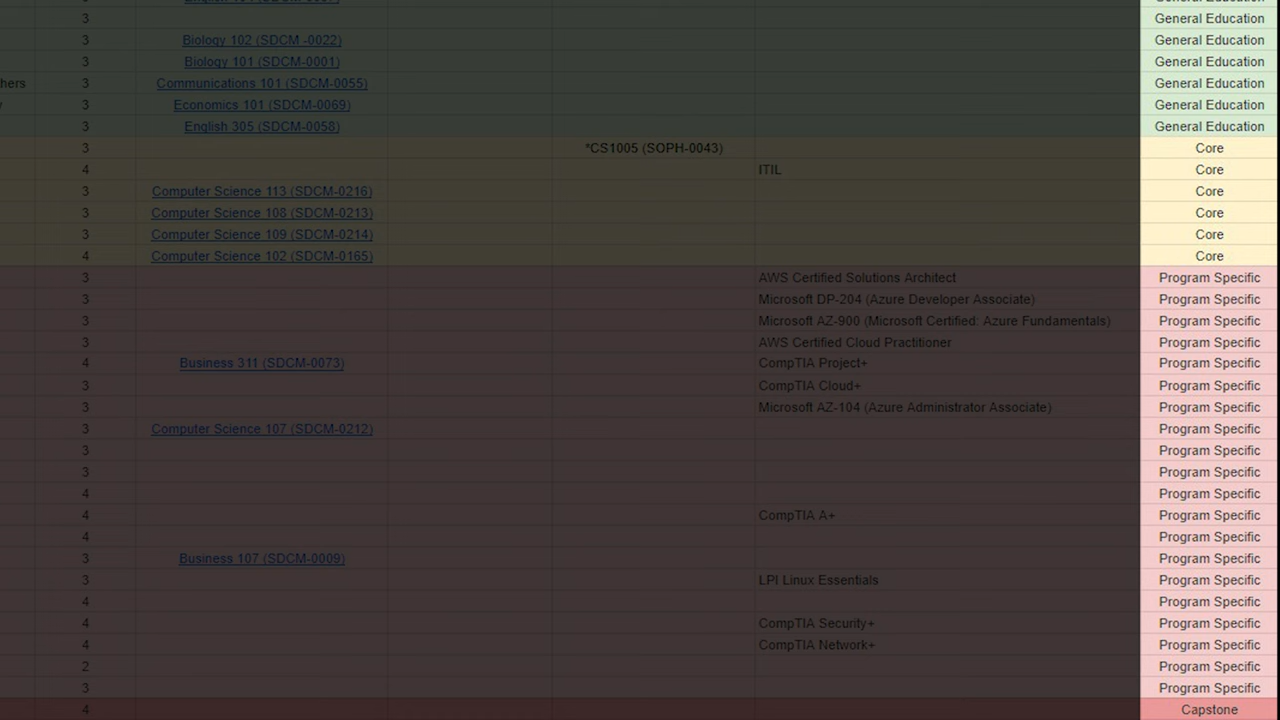 General Education
3 General Education
3 Biology 102 (SDCM -0022) General Education
3 Biology 101 (SDCM-0001) General Education
hers 3 Communications 101 (SDCM-0055) General Education
3 Economics 101 (SDCM-0069) General Education
3 English 305 (SDCM-0058) General Education
3 *CS1005 (SOPH-0043) Core
4 ITIL Core
3 Computer Science 113 (SDCM-0216) Core
3 Computer Science 108 (SDCM-0213) Core
3 Computer Science 109 (SDCM-0214) Core
4 Computer Science 102 (SDCM-0165) Core
3 AWS Certified Solutions Architect Program Specific
3 Microsoft DP-204 (Azure Developer Associate) Program Specific
3 Microsoft AZ-900 (Microsoft Certified: Azure Fundamentals) Program Specific
3 AWS Certified Cloud Practitioner Program Specific
4 Business 311 (SDCM-0073) CompTIA Project+ Program Specific
3 CompTIA Cloud+ Program Specific
3 Microsoft AZ-104 (Azure Administrator Associate) Program Specific
3 Computer Science 107 (SDCM-0212) Program Specific
3 Program Specific
3 Program Specific
4 Program Specific
4 CompTIA A+ Program Specific
4 Program Specific
3 Business 107 (SDCM-0009) Program Specific
3 LPI Linux Essentials Program Specific
4 Program Specific
4 CompTIA Security+ Program Specific
4 CompTIA Network+ Program Specific
2 Program Specific
3 Program Specific
4 Capstone